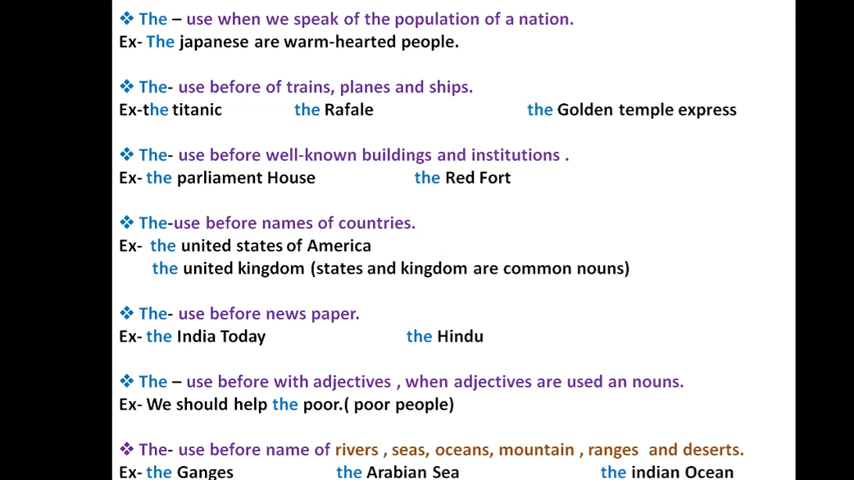 ❖ The – use when we speak of the population of a nation.
Ex- The japanese are warm-hearted people.
❖ The- use before of trains, planes and ships.
Ex-the titanic the Rafale the Golden temple express
❖ The- use before well-known buildings and institutions .
Ex- the parliament House the Red Fort
❖ The-use before names of countries.
Ex- the united states of America
the united kingdom (states and kingdom are common nouns)
❖ The- use before news paper.
Ex- the India Today the Hindu
❖ The – use before with adjectives , when adjectives are used an nouns.
Ex- We should help the poor.( poor people)
❖ The- use before name of rivers , seas, oceans, mountain , ranges and deserts.
Ex- the Ganges the Arabian Sea the indian Ocean